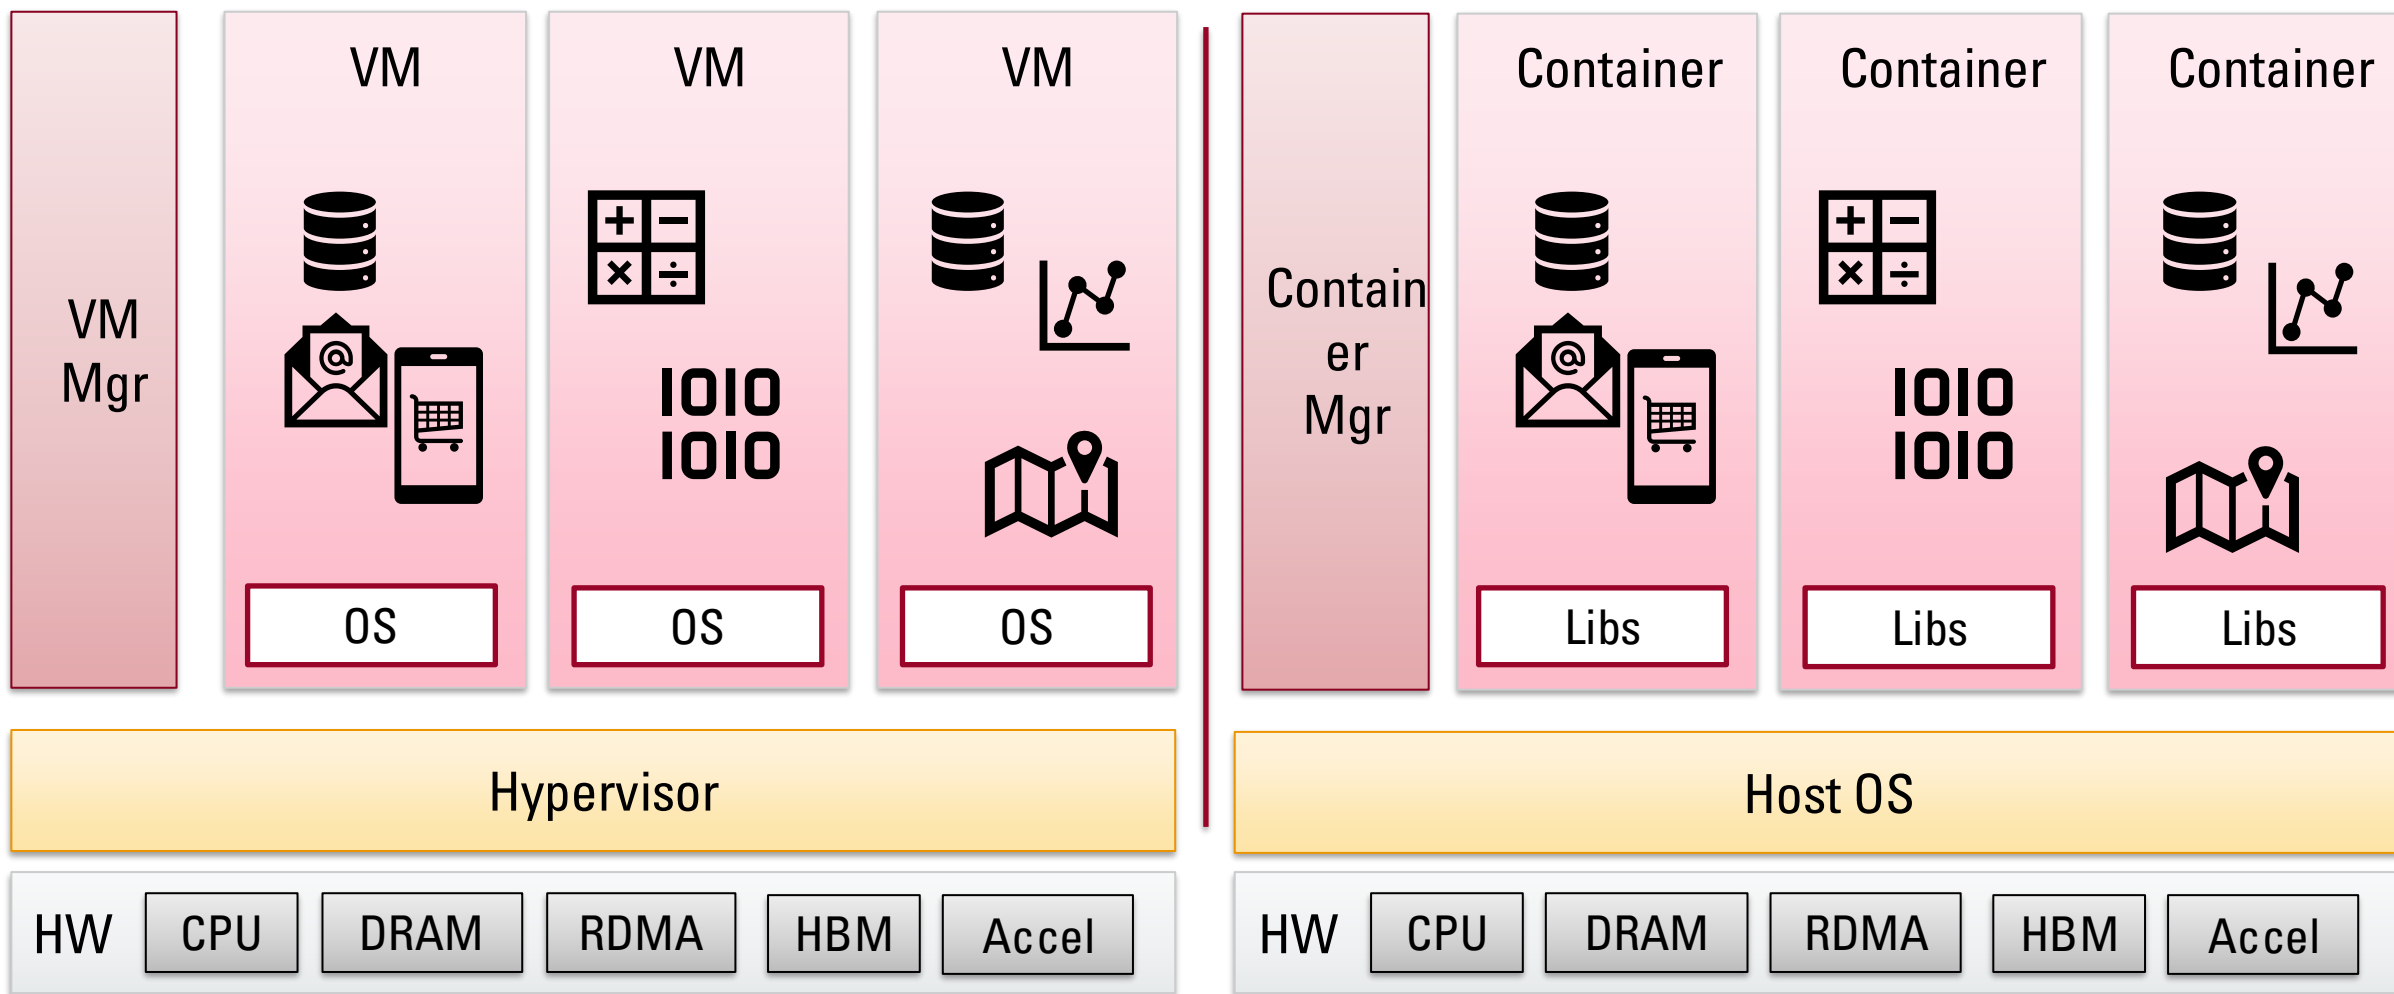 VM
Mgr
VM
VM
VM
@
+ −
× ÷
1010
1010
OS
OS
OS
Hypervisor
HW
CPU
DRAM
RDMA
HBM
Accel
Contain
er
Mgr
Container
Container
Container
@
+ −
× ÷
1010
1010
Libs
Libs
Libs
Host OS
HW
CPU
DRAM
RDMA
HBM
Accel